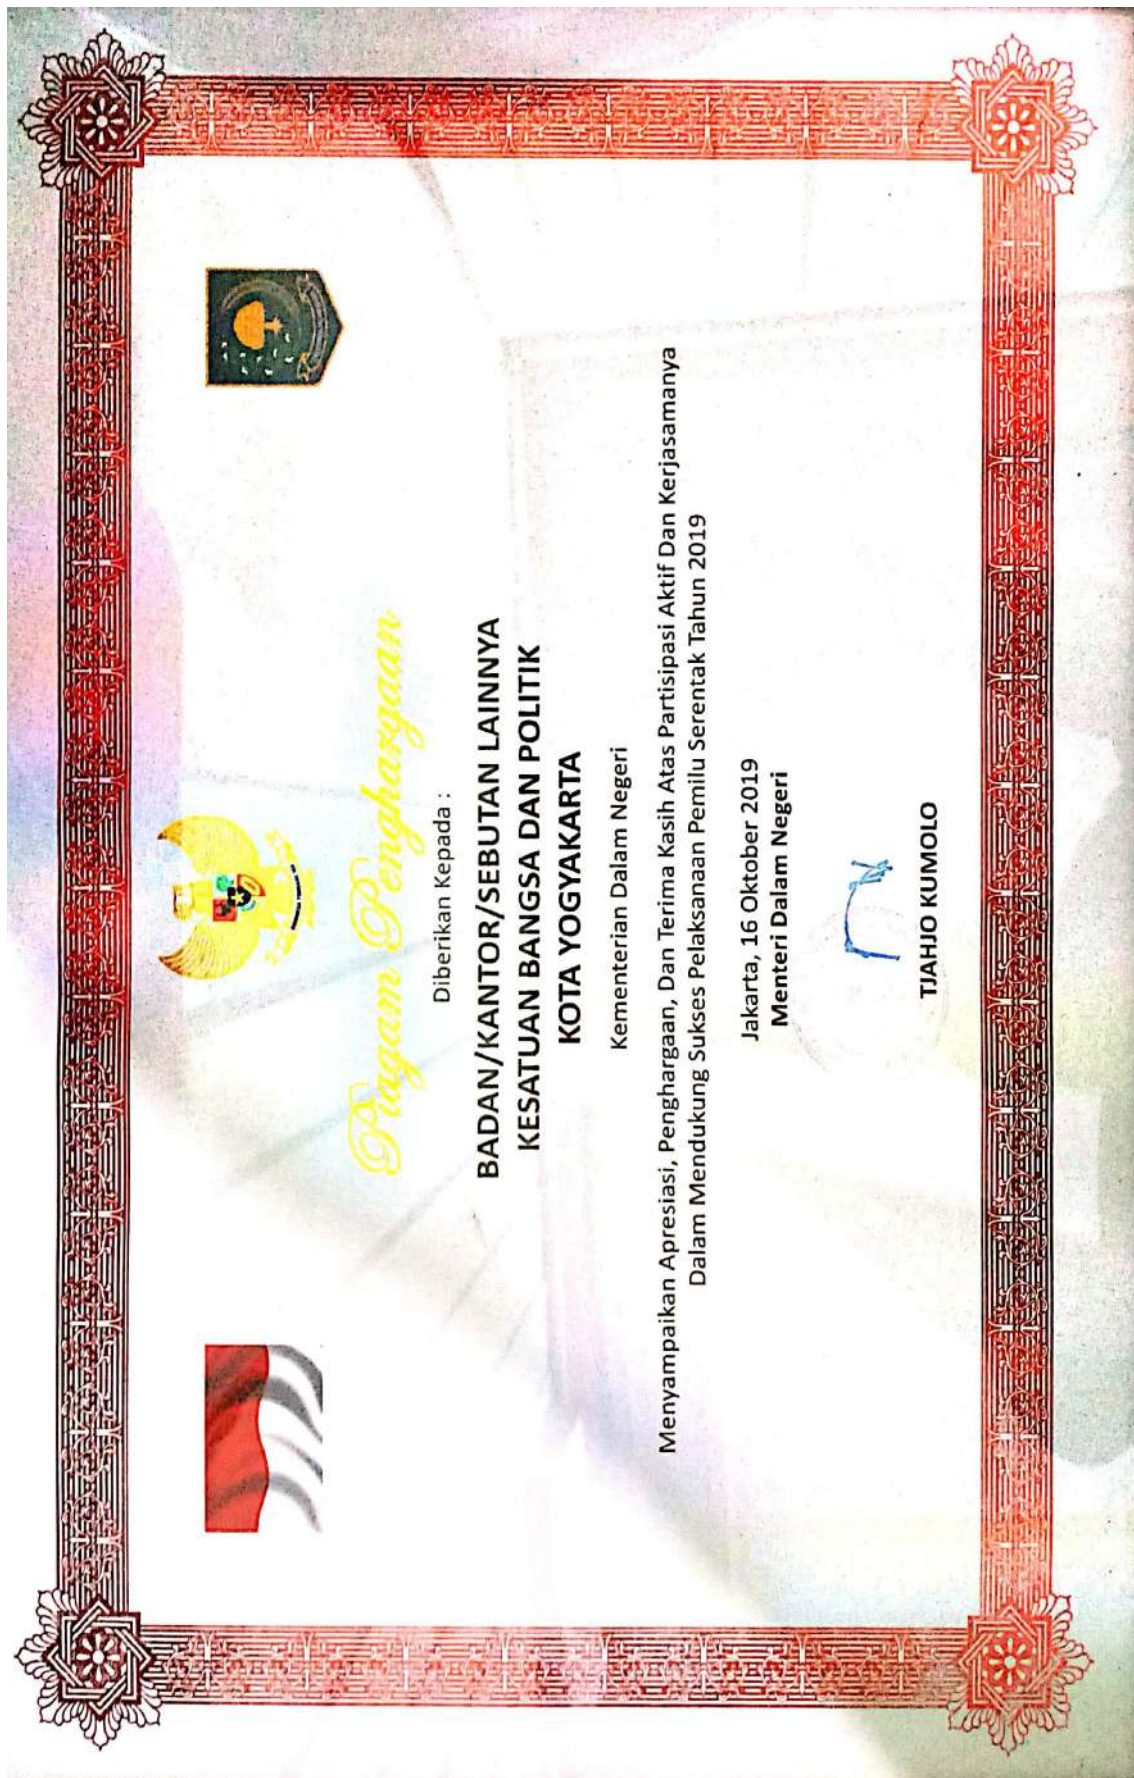 Piagam Penghargaan
Diberikan Kepada :
BADAN/KANTOR/SEBUTAN LAINNYA
KESATUAN BANGSA DAN POLITIK
KOTA YOGYAKARTA
Kementerian Dalam Negeri
Menyampaikan Apresiasi, Penghargaan, Dan Terima Kasih Atas Partisipasi Aktif Dan Kerjasamanya
Dalam Mendukung Sukses Pelaksanaan Pemilu Serentak Tahun 2019
Jakarta, 16 Oktober 2019
Menteri Dalam Negeri
TJAHJO KUMOLO